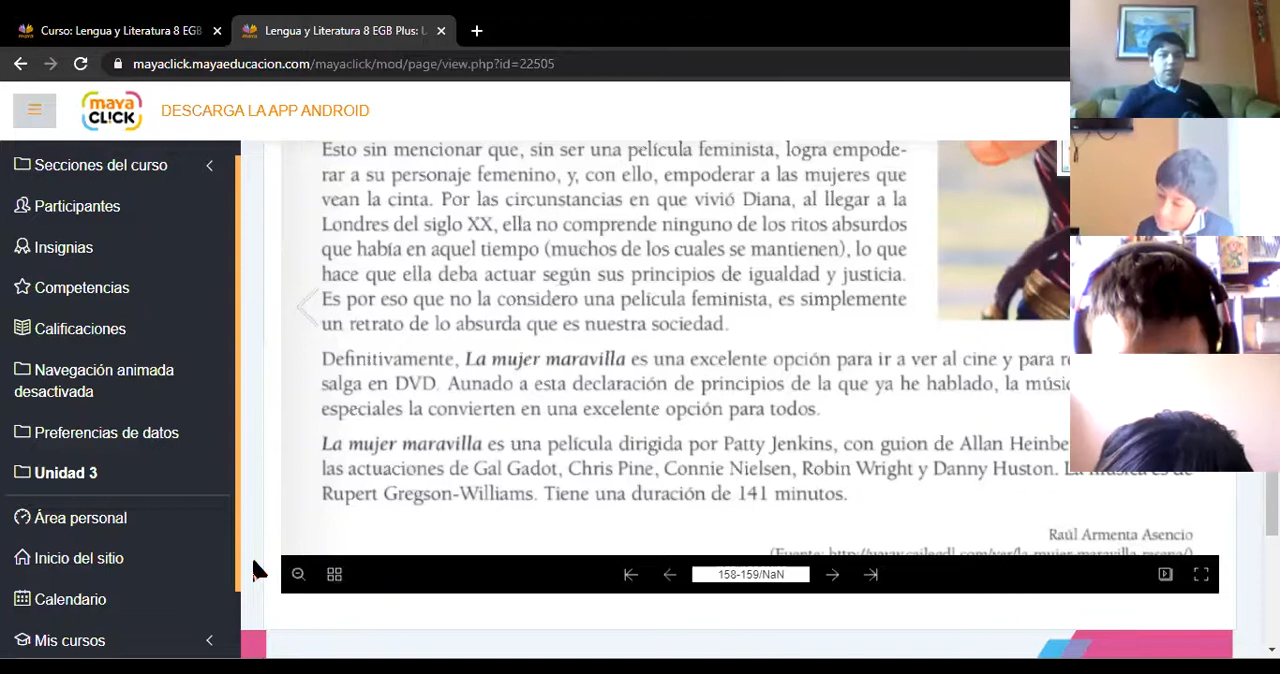 Curso: Lengua y Literatura 8 EGB
Lengua y Literatura 8 EGB Plus: L
mayaclick.mayaeducacion.com/mayaclick/mod/page/view.php?id=22505
maya
CL!CK
DESCARGA LA APP ANDROID
Secciones del curso
Participantes
Insignias
Competencias
Calificaciones
Navegación animada
desactivada
Preferencias de datos
Unidad 3
Área personal
Inicio del sitio
Calendario
Mis cursos
Esto sin mencionar que, sin ser una película feminista, logra empode-
rar a su personaje femenino, y, con ello, empoderar a las mujeres que
vean la cinta. Por las circunstancias en que vivió Diana, al llegar a la
Londres del siglo XX, ella no comprende ninguno de los ritos absurdos
que había en aquel tiempo (muchos de los cuales se mantienen), lo que
hace que ella deba actuar según sus principios de igualdad y justicia.
Es por eso que no la considero una película feminista, es simplemente
un retrato de lo absurda que es nuestra sociedad.
Definitivamente, La mujer maravilla es una excelente opción para ir a ver al cine y para
salga en DVD. Aunado a esta declaración de principios de la que ya he hablado, la
especiales la convierten en una excelente opción para todos.
La mujer maravilla es una película dirigida por Patty Jenkins, con guion de Allan
las actuaciones de Gal Gadot, Chris Pine, Connie Nielsen, Robin Wright y Danny Huston.
Rupert Gregson-Williams. Tiene una duración de 141 minutos.
Raúl Armenta Asencio
158-159/NaN